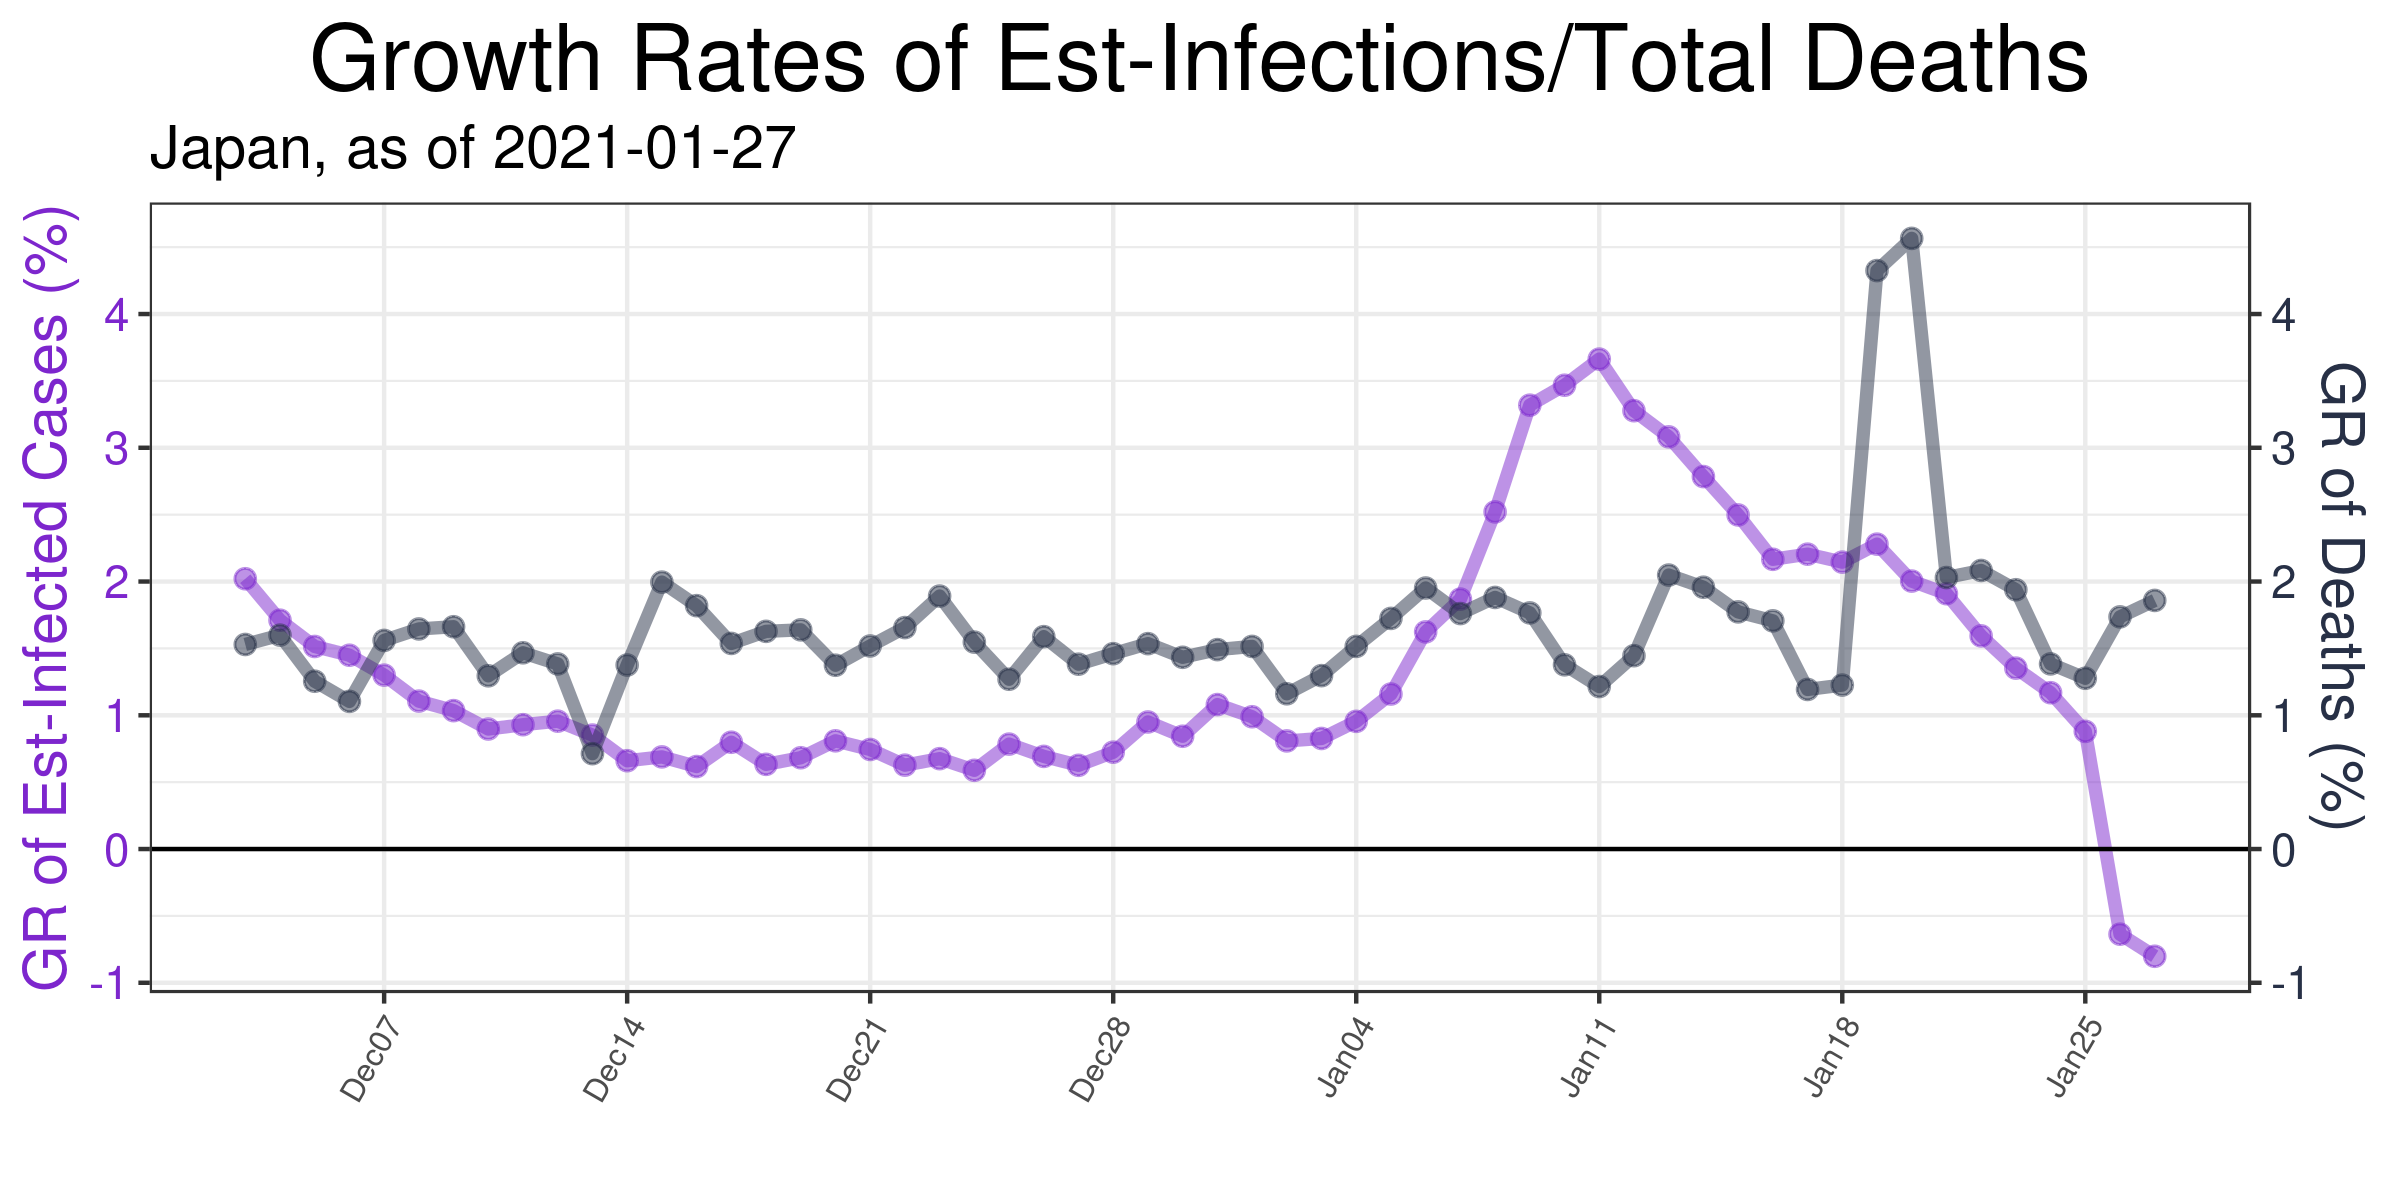 Growth Rates of Est-Infections/Total Deaths
Japan, as of 2021-01-27
GR of Est-Infected Cases (%)
4
3
2
1
0
-1
4
3
2
1
0
-1
GR of Deaths (%)
Dec07
Dec14
Dec21
Dec28
Jan04
Jan11
Jan18
Jan25